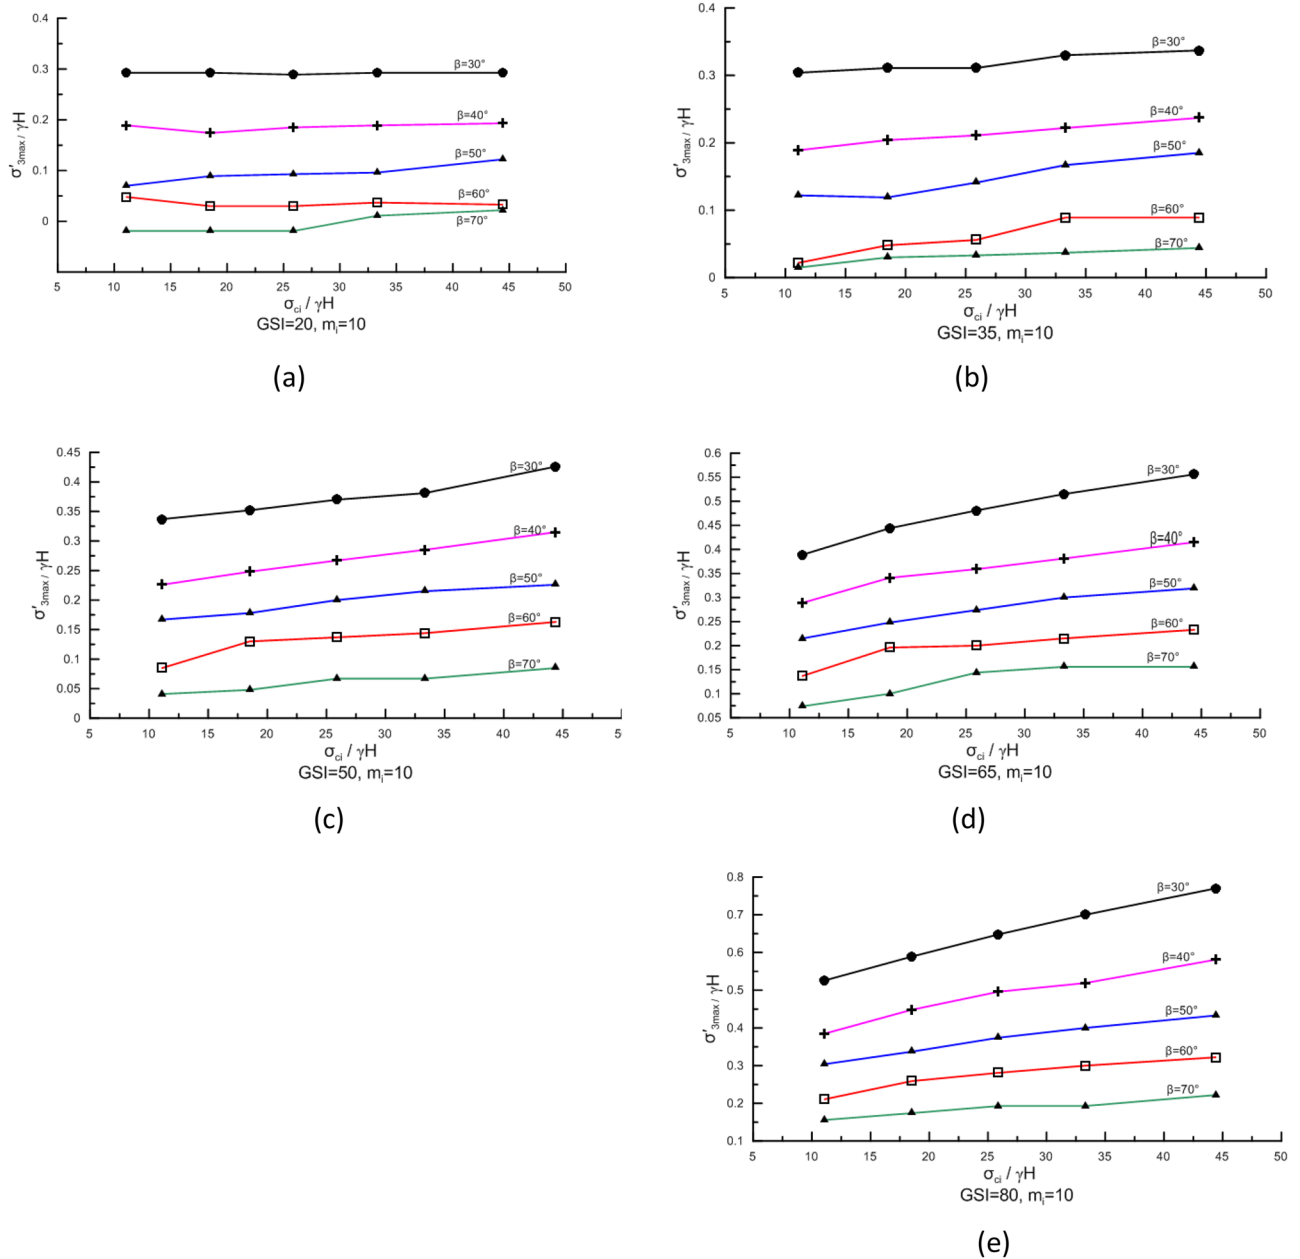 0.4
0.3
0.2
0.1
0
σ′3max / γH
β=30°
β=40°
β=50°
β=60°
β=70°
5 10 15 20 25 30 35 40 45 50
σci / γH
GSI=20, mi=10
(a)
0.4
0.3
0.2
0.1
0
σ′3max / γH
β=30°
β=40°
β=50°
β=60°
β=70°
5 10 15 20 25 30 35 40 45 50
σci / γH
GSI=35, mi=10
(b)
0.45
0.4
0.35
0.3
0.25
0.2
0.15
0.1
0.05
0
σ′3max / γH
β=30°
β=40°
β=50°
β=60°
β=70°
5 10 15 20 25 30 35 40 45 5
σci / γH
GSI=50, mi=10
(c)
0.6
0.55
0.5
0.45
0.4
0.35
0.3
0.25
0.2
0.15
0.1
0.05
σ′3max / γH
β=30°
β=40°
β=50°
β=60°
β=70°
5 10 15 20 25 30 35 40 45 50
σci / γH
GSI=65, mi=10
(d)
0.8
0.7
0.6
0.5
0.4
0.3
0.2
0.1
σ′3max / γH
β=30°
β=40°
β=50°
β=60°
β=70°
5 10 15 20 25 30 35 40 45 50
σci / γH
GSI=80, mi=10
(e)